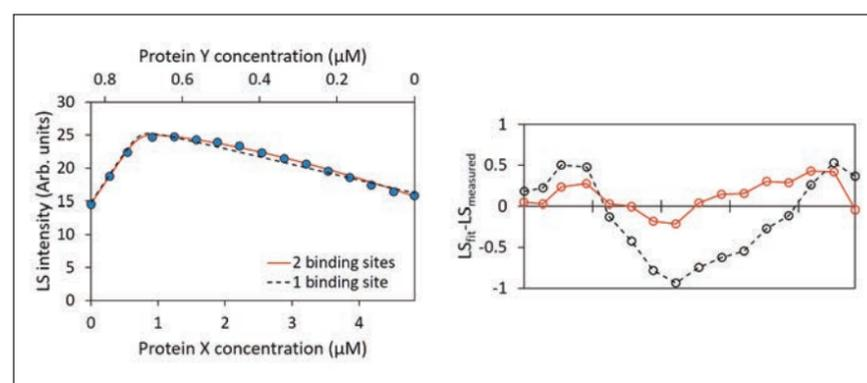 Protein Y concentration (μM)
0.8 0.6 0.4 0.2 0
30
25
20
15
10
5
0
LS intensity (Arb. units)
2 binding sites
1 binding site
0 1 2 3 4
Protein X concentration (μM)
1
0.5
0
-0.5
-1
LSfit-LSmeasured